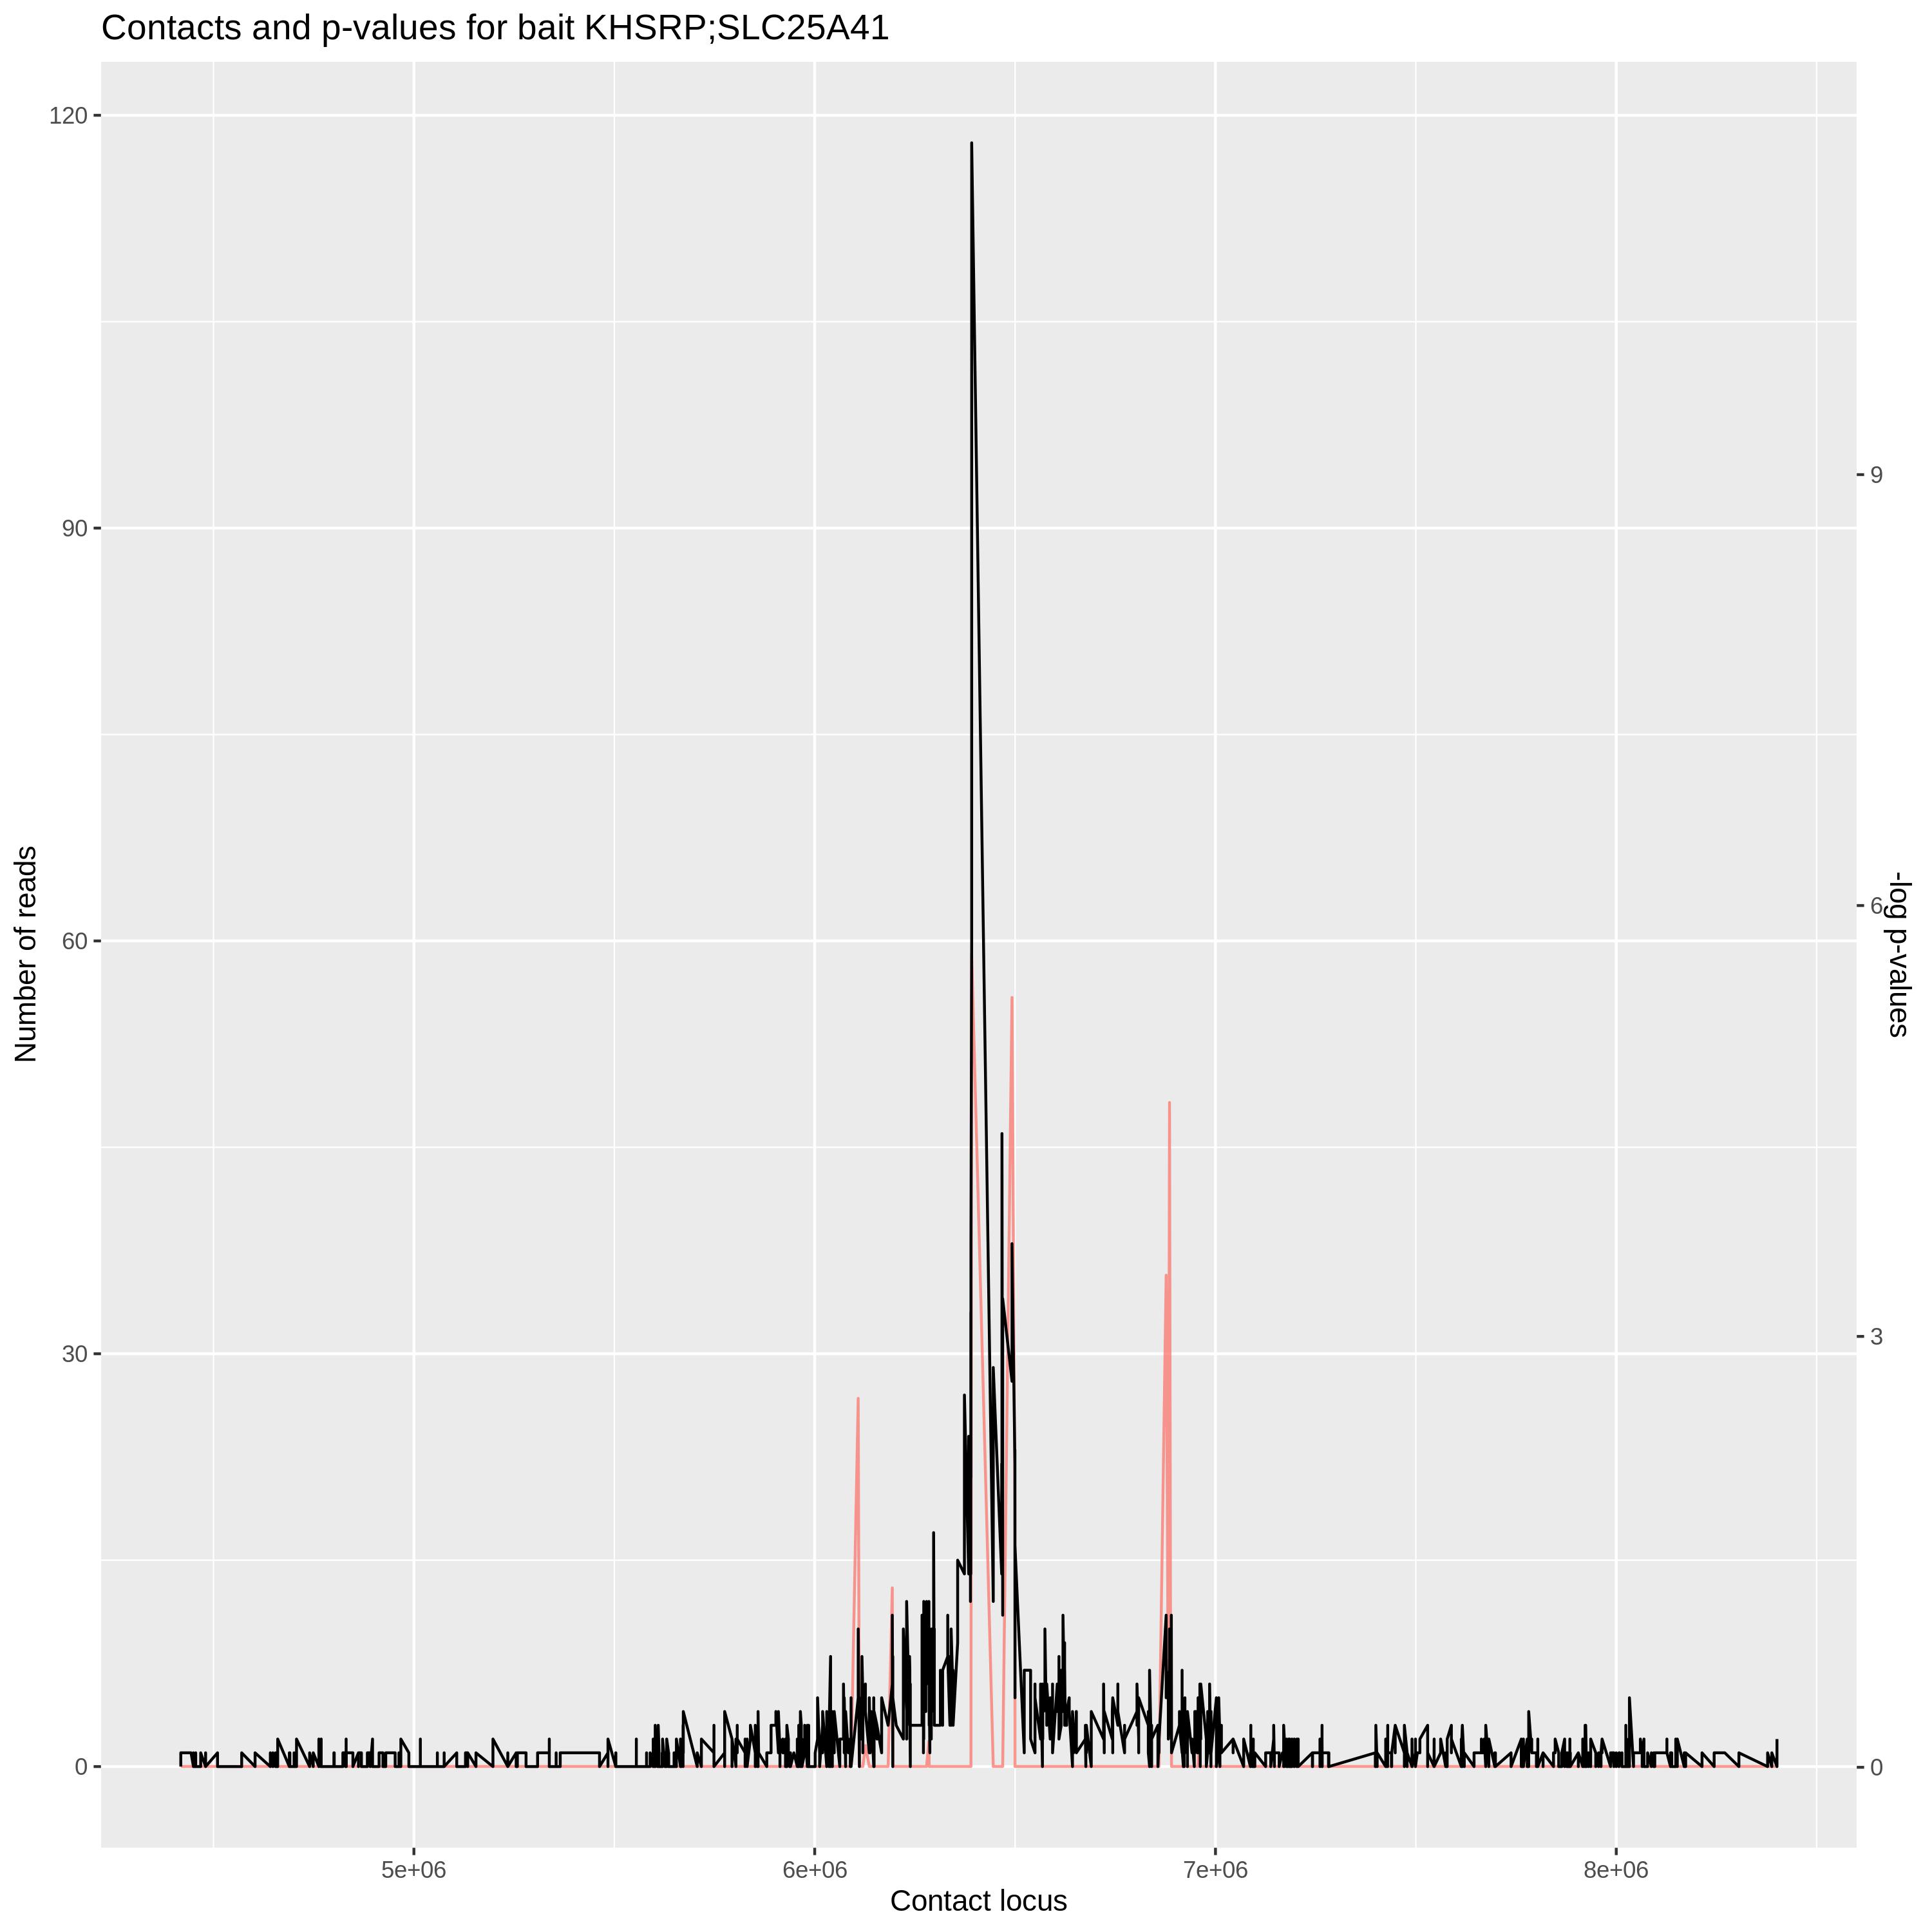 Contacts and p-values for bait KHSRP;SLC25A41
120
90
60
30
0
Number of reads
9
6
3
0
-log p-values
5e+06
6e+06
7e+06
8e+06
Contact locus